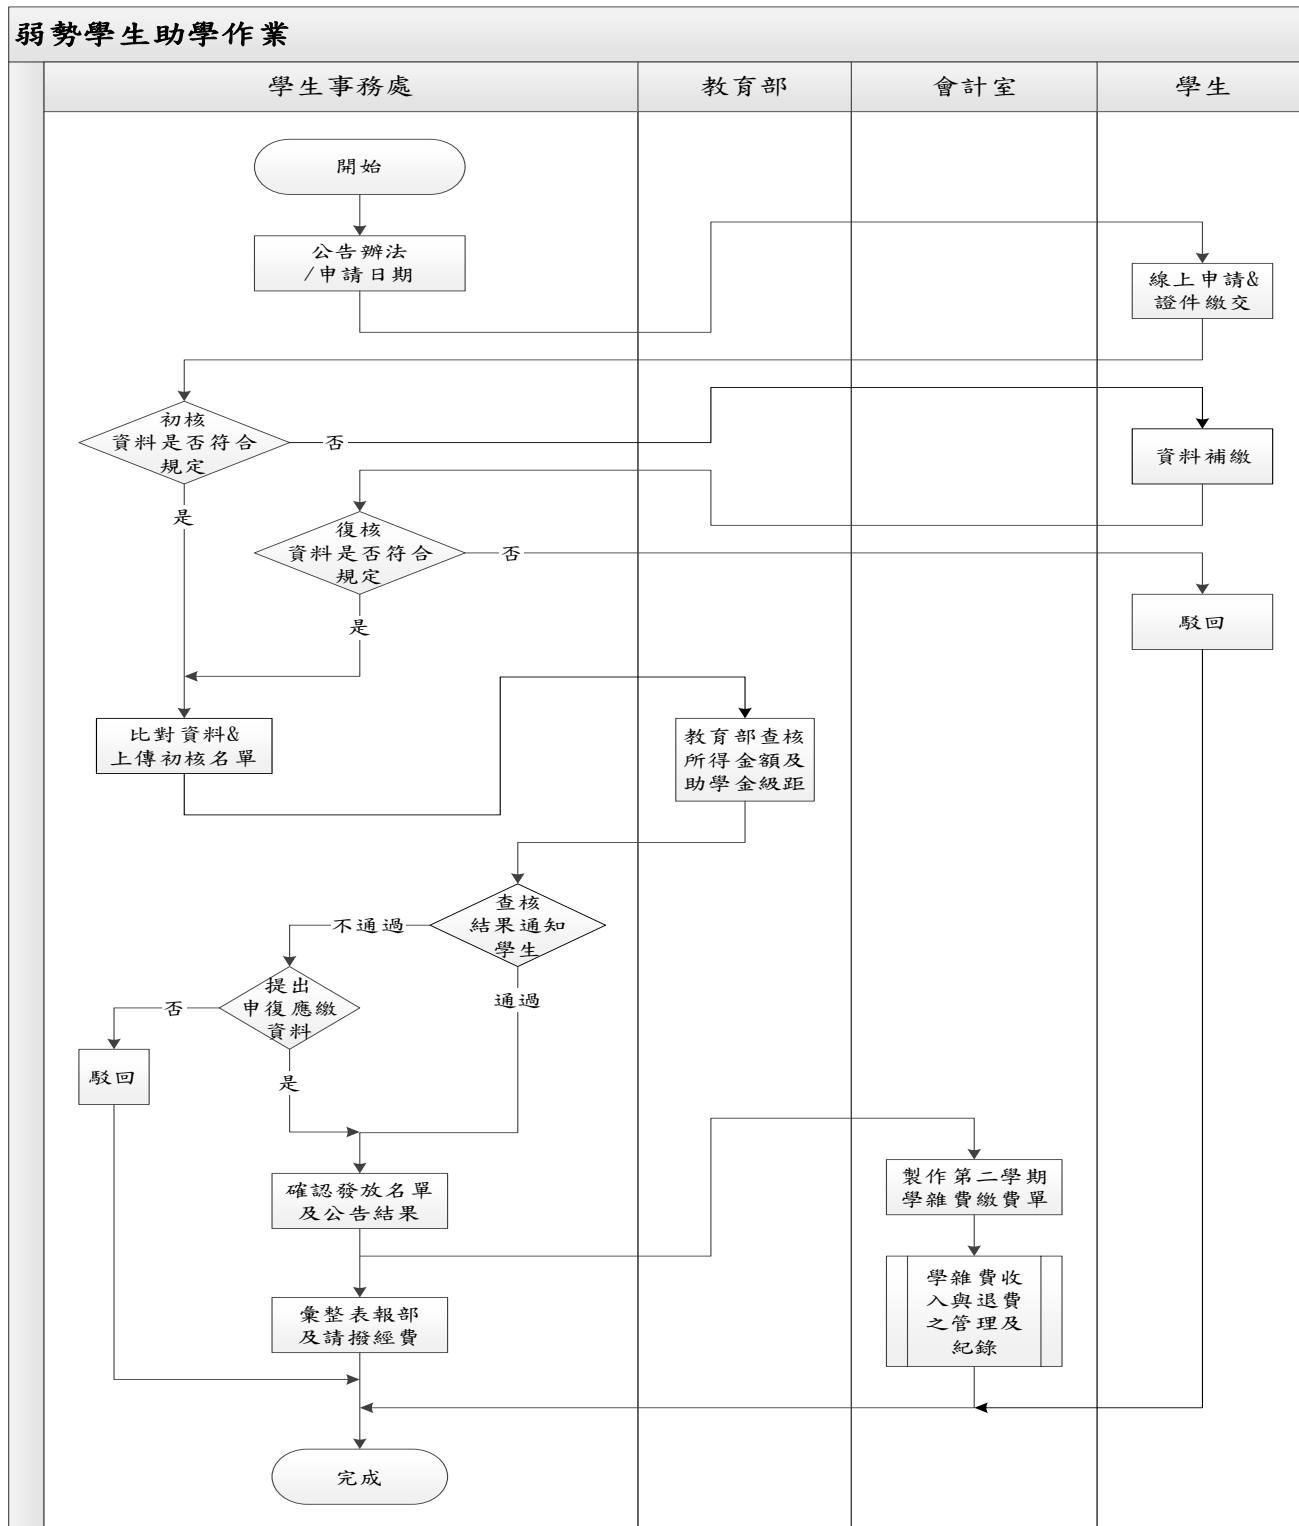 弱勢學生助學作業
學生事務處
教育部
會計室
學生
開始
公告辦法
/申請日期
線上申請&
證件繳交
初核
資料是否符合
規定
否
資料補繳
是
復核
資料是否符合
規定
否
駁回
是
比對資料&
上傳初核名單
教育部查核
所得金額及
助學金級距
查核
結果通知
學生
不通過
通過
提出
申復應繳
資料
否
駁回
是
確認發放名單
及公告結果
製作第二學期
學雜費繳費單
學雜費收
入與退費
之管理及
紀錄
彙整表報部
及請撥經費
完成